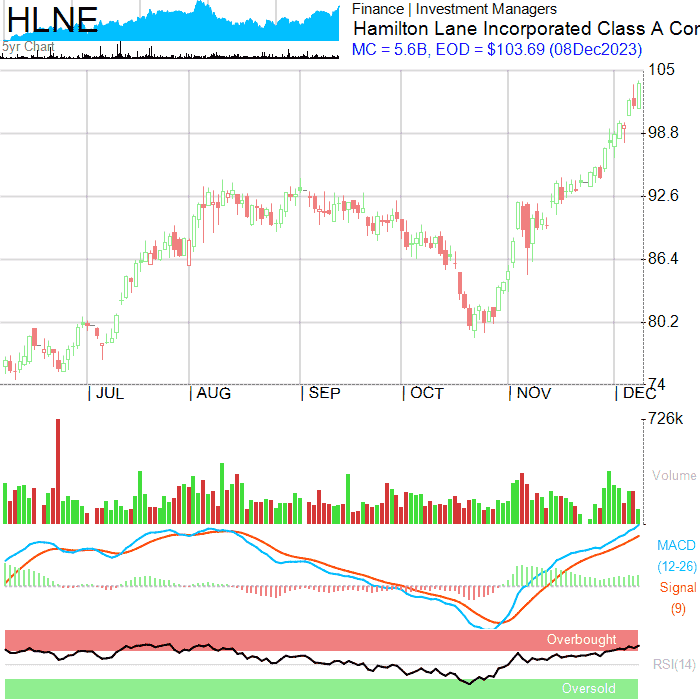 HLNE
5yr Chart
Finance | Investment Managers
Hamilton Lane Incorporated Class A Cor
MC = 5.6B, EOD = $103.69 (08Dec2023)
105
98.8
92.6
86.4
80.2
74
| JUL | AUG | SEP | OCT | NOV | DEC
726k
Volume
MACD
(12-26)
Signal
(9)
Overbought
RSI(14)
Oversold